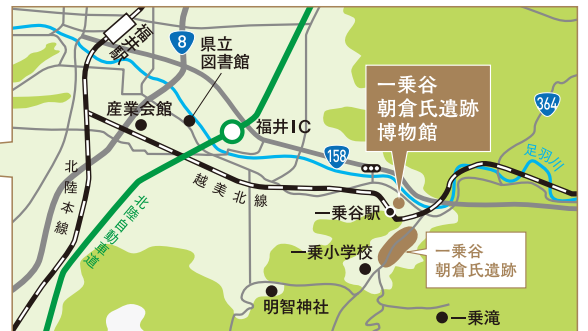 福井駅
8
県立
図書館
産業会館
福井IC
158
一乗谷
朝倉氏遺跡
博物館
364
足羽川
北陸本線
北陸自動車道
越美北線
一乗谷駅
一乗小学校
一乗谷
朝倉氏遺跡
明智神社
一乗滝